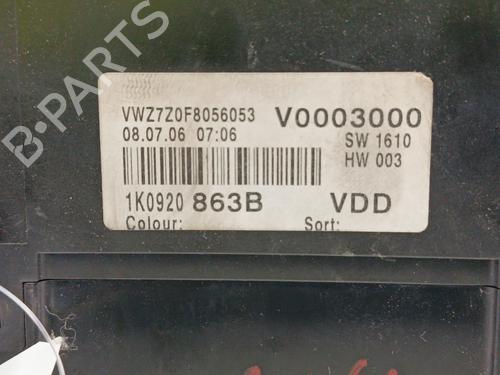 B-PARTS
VWZ7Z0F8056053 V0003000
08.07.06 07:06 SW 1610
HW 003
1K0920 863B VDD
Colour: Sort: